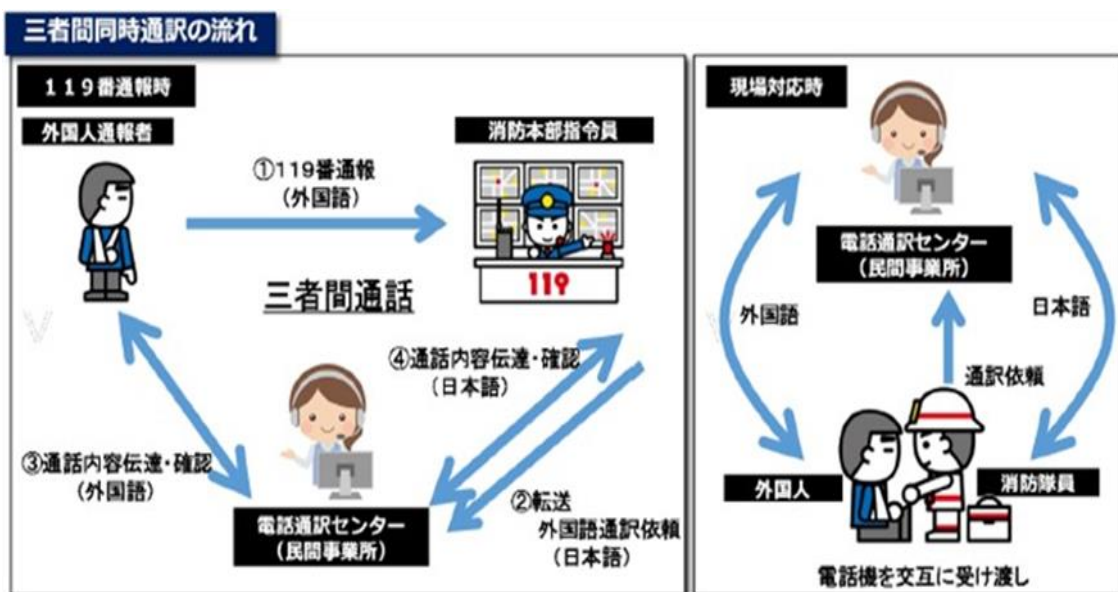 三者間同時通訳の流れ
119番通報時
外国人通報者
消防本部指令員
①119番通報
(外国語)
119
三者間通話
④通話内容伝達・確認
(日本語)
③通話内容伝達・確認
(外国語)
電話通訳センター
(民間事業所)
②転送
外国語通訳依頼
(日本語)
現場対応時
電話通訳センター
(民間事業所)
外国語
日本語
通訳依頼
外国人
消防隊員
電話機を交互に受け渡し